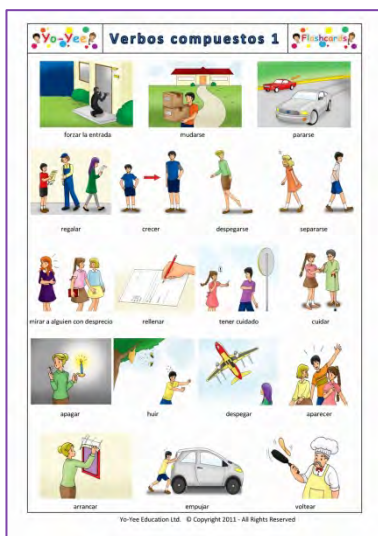 Yo-Yee Verbos compuestos 1 Flashcards
forzar la entrada mudarse pararse
regalar crecer despegarse separarse
mirar a alguien con desprecio rellenar tener cuidado cuidar
apagar huir despegar aparecer
arrancar empujar voltear
Yo-Yee Education Ltd. © Copyright 2011 - All Rights Reserved